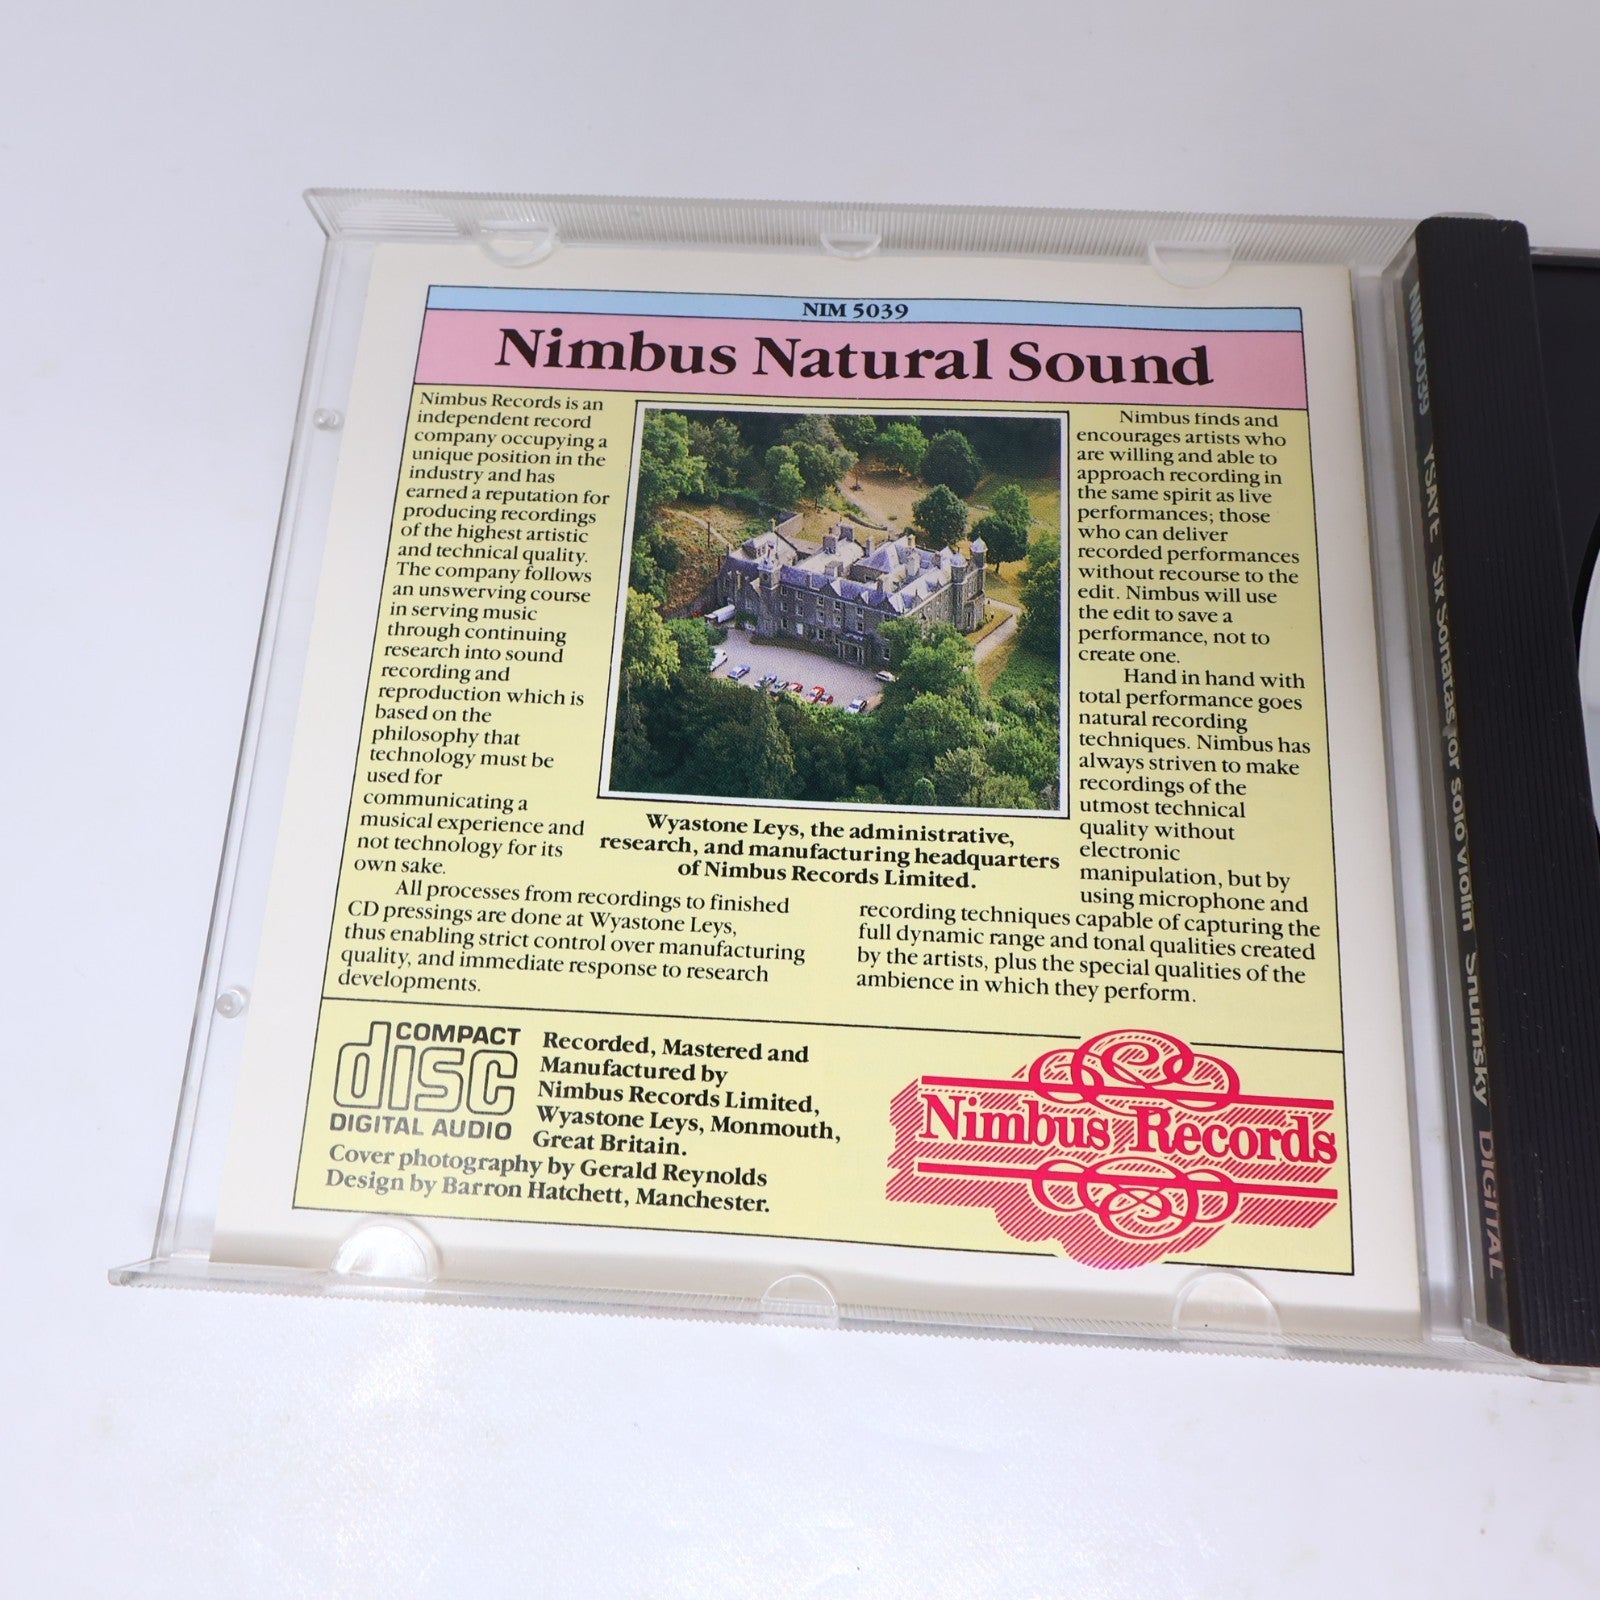 NIM 5039
Nimbus Natural Sound
Nimbus Records is an
independent record
company occupying a
unique position in the
industry and has
earned a reputation for
producing recordings
of the highest artistic
and technical quality.
The company follows
an unswerving course
in serving music
through continuing
research into sound
recording and
reproduction which is
based on the
philosophy that
technology must be
used for
communicating a
musical experience and
not technology for its
own sake.
All processes from recordings to finished
CD pressings are done at Wyastone Leys,
thus enabling strict control over manufacturing
quality, and immediate response to research
developments.
Wyastone Leys, the administrative,
research, and manufacturing headquarters
of Nimbus Records Limited.
Nimbus finds and
encourages artists who
are willing and able to
approach recording in
the same spirit as live
performances; those
who can deliver
recorded performances
without recourse to the
edit. Nimbus will use
the edit to save a
performance, not to
create one.
Hand in hand with
total performance goes
natural recording
techniques. Nimbus has
always striven to make
recordings of the
utmost technical
quality without
electronic
manipulation, but by
using microphone and
recording techniques capable of capturing the
full dynamic range and tonal qualities created
by the artists, plus the special qualities of the
ambience in which they perform.
COMPACT
disc
DIGITAL AUDIO
Recorded, Mastered and
Manufactured by
Nimbus Records Limited,
Wyastone Leys, Monmouth,
Great Britain.
Cover photography by Gerald Reynolds
Design by Barron Hatchett, Manchester.
Nimbus Records
NIM 5039 YSAŸE Six Sonatas for solo violin Shumsky DIGITAL